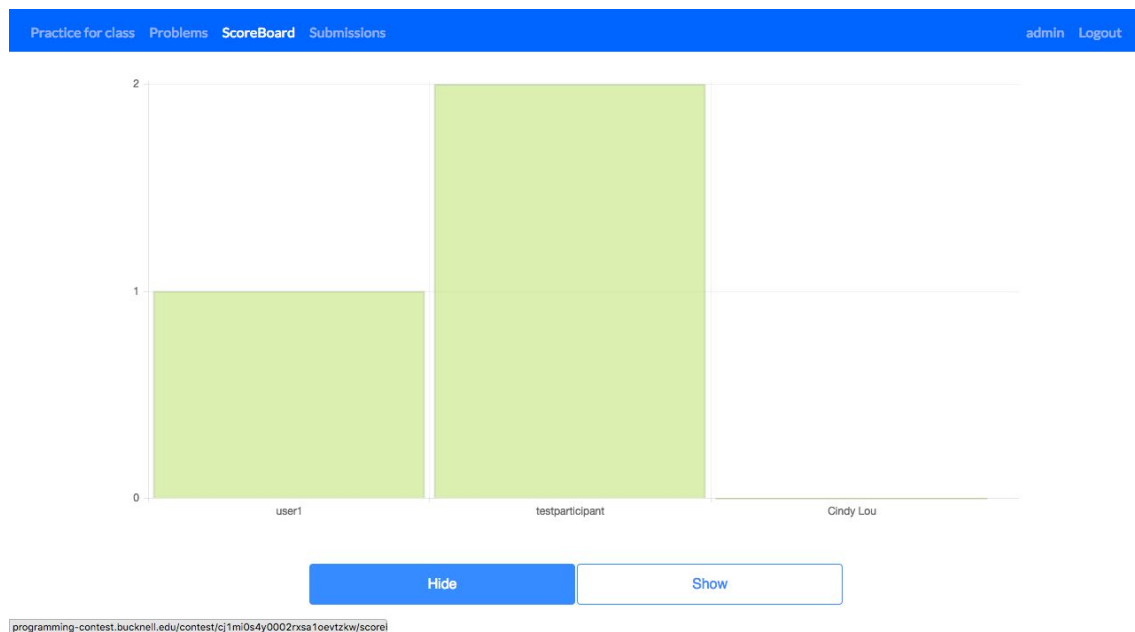 Practice for class Problems ScoreBoard Submissions admin Logout
2
1
0
user1 testparticipant Cindy Lou
Hide Show
programming-contest.bucknell.edu/contest/cj1mi0s4y0002rxsa1oevtzkw/scorel